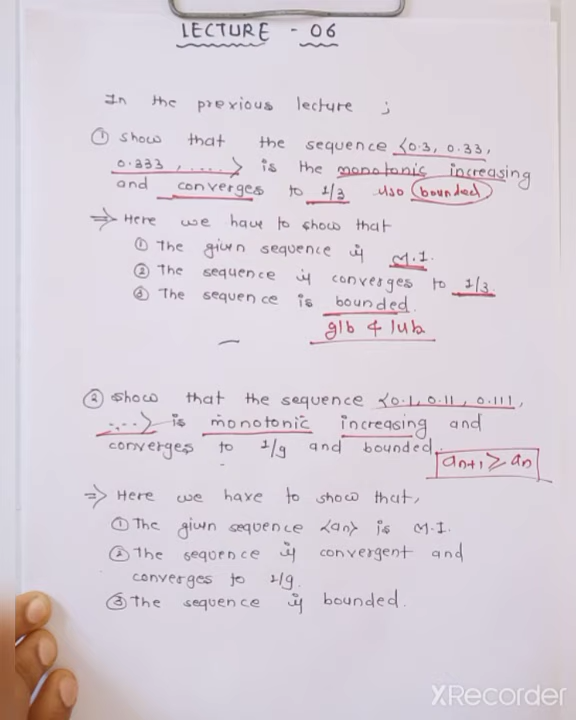 LECTURE - 06
In the previous lecture ;
① Show that the sequence <0.3, 0.33,
0.333, ....> is the monotonic increasing
and converges to 1/3 also bounded
⇒ Here we have to show that
① The given sequence is M.I.
② The sequence is converges to 1/3.
③ The sequence is bounded.
glb & lub
② Show that the sequence <0.1, 0.11, 0.111,
....> is monotonic increasing and
converges to 1/9 and bounded.
an+1 ≥ an
⇒ Here we have to show that,
① The given sequence <an> is M.I.
② The sequence is convergent and
converges to 1/9.
③ The sequence is bounded.
XRecorder